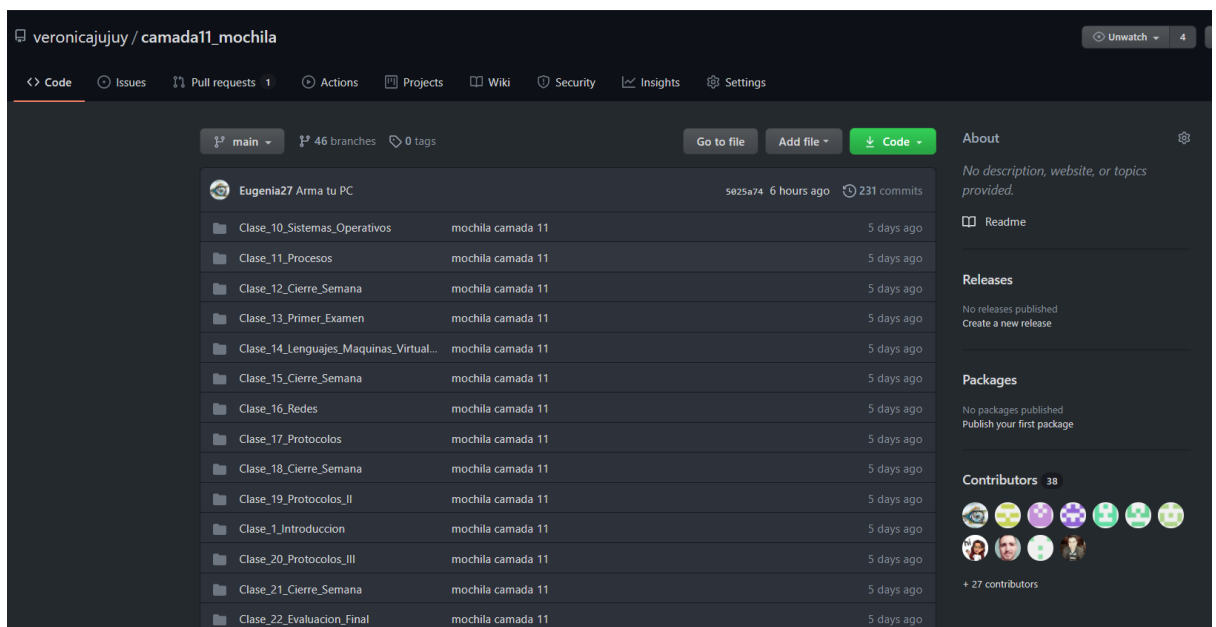 veronicajujuy / camada11_mochila
Unwatch 4
Code Issues Pull requests 1 Actions Projects Wiki Security Insights Settings
main 46 branches 0 tags Go to file Add file Code
Eugenia27 Arma tu PC 5025a74 6 hours ago 231 commits
Clase_10_Sistemas_Operativos mochila camada 11 5 days ago
Clase_11_Procesos mochila camada 11 5 days ago
Clase_12_Cierre_Semana mochila camada 11 5 days ago
Clase_13_Primer_Examen mochila camada 11 5 days ago
Clase_14_Lenguajes_Maquinas_Virtual... mochila camada 11 5 days ago
Clase_15_Cierre_Semana mochila camada 11 5 days ago
Clase_16_Redes mochila camada 11 5 days ago
Clase_17_Protocolos mochila camada 11 5 days ago
Clase_18_Cierre_Semana mochila camada 11 5 days ago
Clase_19_Protocolos_II mochila camada 11 5 days ago
Clase_1_Introduccion mochila camada 11 5 days ago
Clase_20_Protocolos_III mochila camada 11 5 days ago
Clase_21_Cierre_Semana mochila camada 11 5 days ago
Clase_22_Evaluacion_Final mochila camada 11 5 days ago
About
No description, website, or topics
provided.
Readme
Releases
No releases published
Create a new release
Packages
No packages published
Publish your first package
Contributors 38
+ 27 contributors